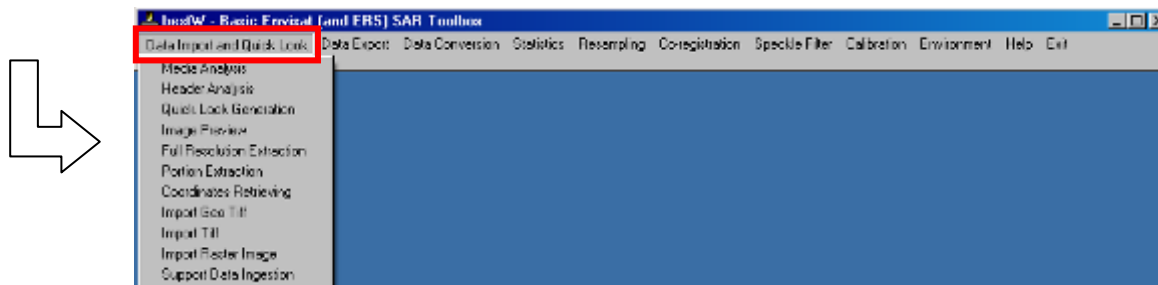 bestW - Basic Envisat (and ERS) SAR Toolbox
Data Import and Quick Look Data Export Data Conversion Statistics Resampling Co-registration Speckle Filter Calibration Environment Help Exit
Media Analysis
Header Analysis
Quick Look Generation
Image Preview
Full Resolution Extraction
Portion Extraction
Coordinates Retrieving
Import Geo Tiff
Import Tiff
Import Raster Image
Support Data Ingestion